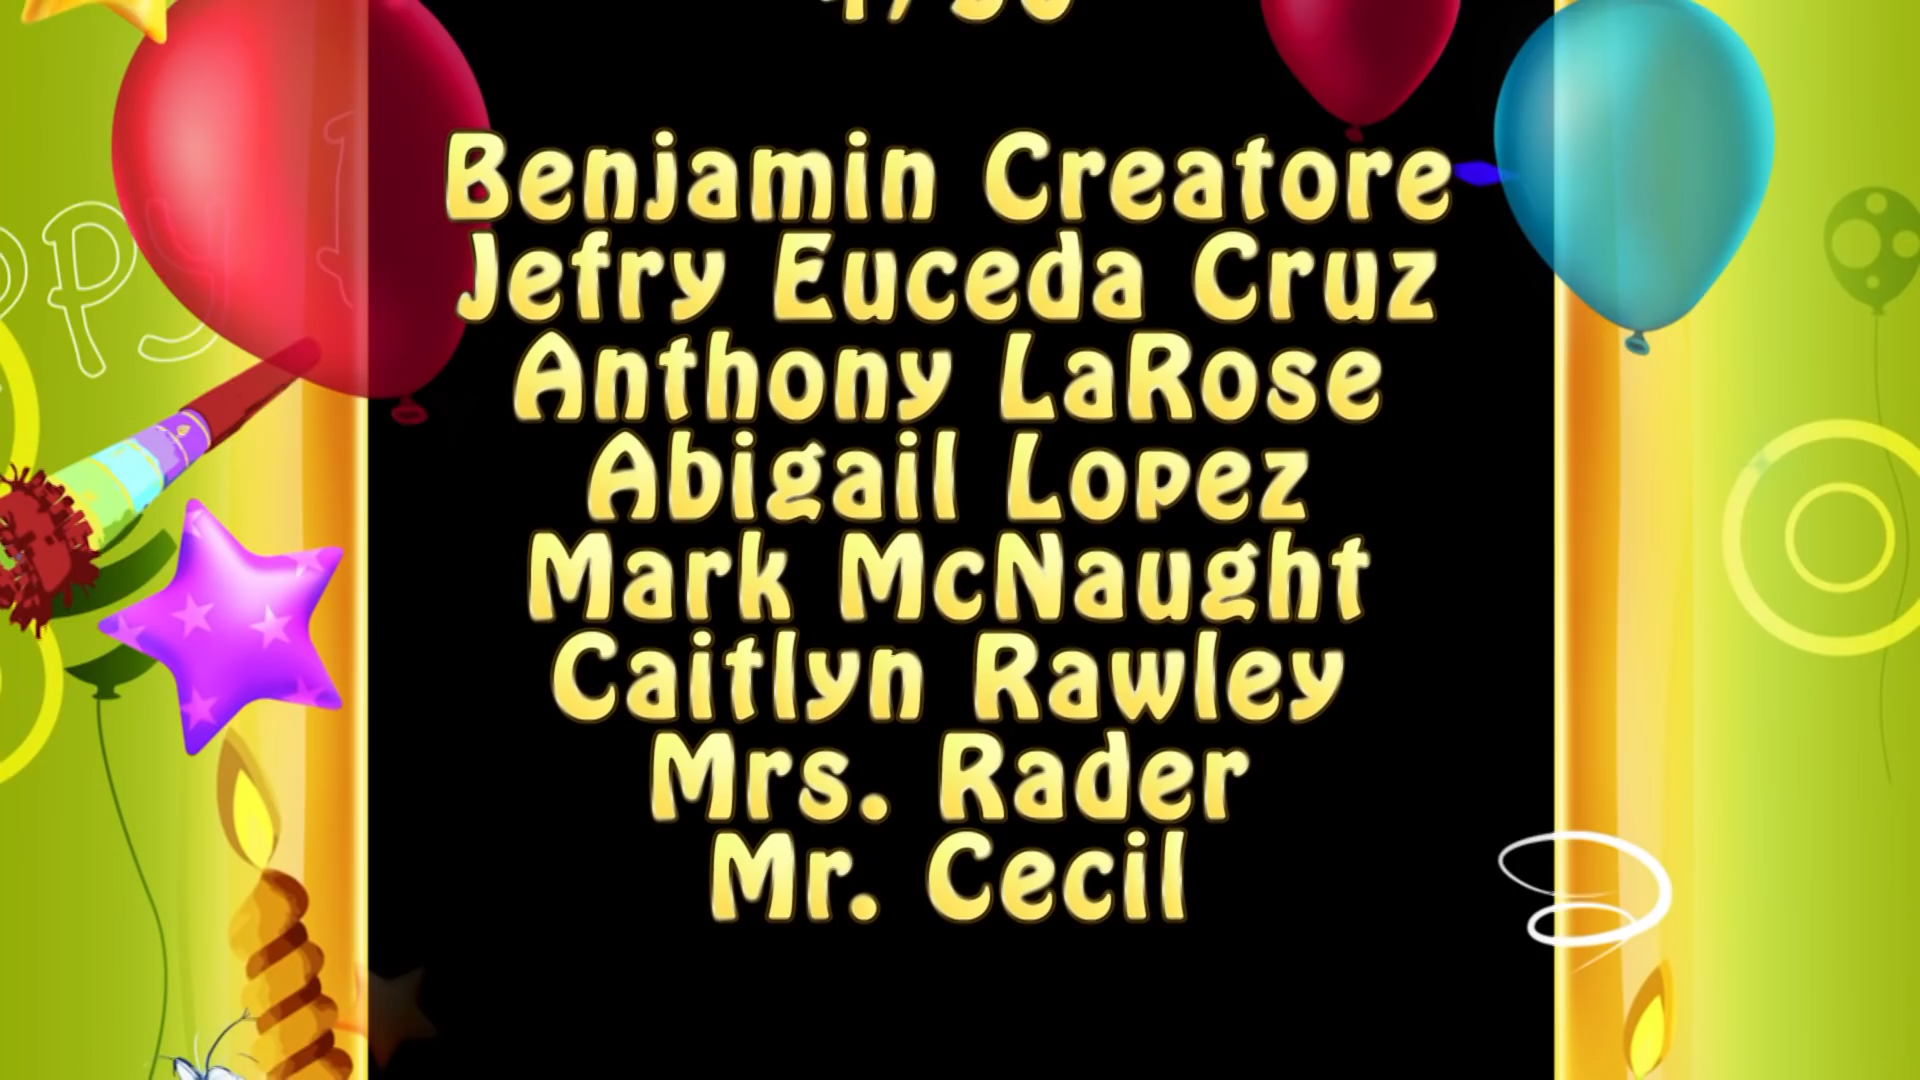 Benjamin Creatore
Jefry Euceda Cruz
Anthony LaRose
Abigail Lopez
Mark McNaught
Caitlyn Rawley
Mrs. Rader
Mr. Cecil